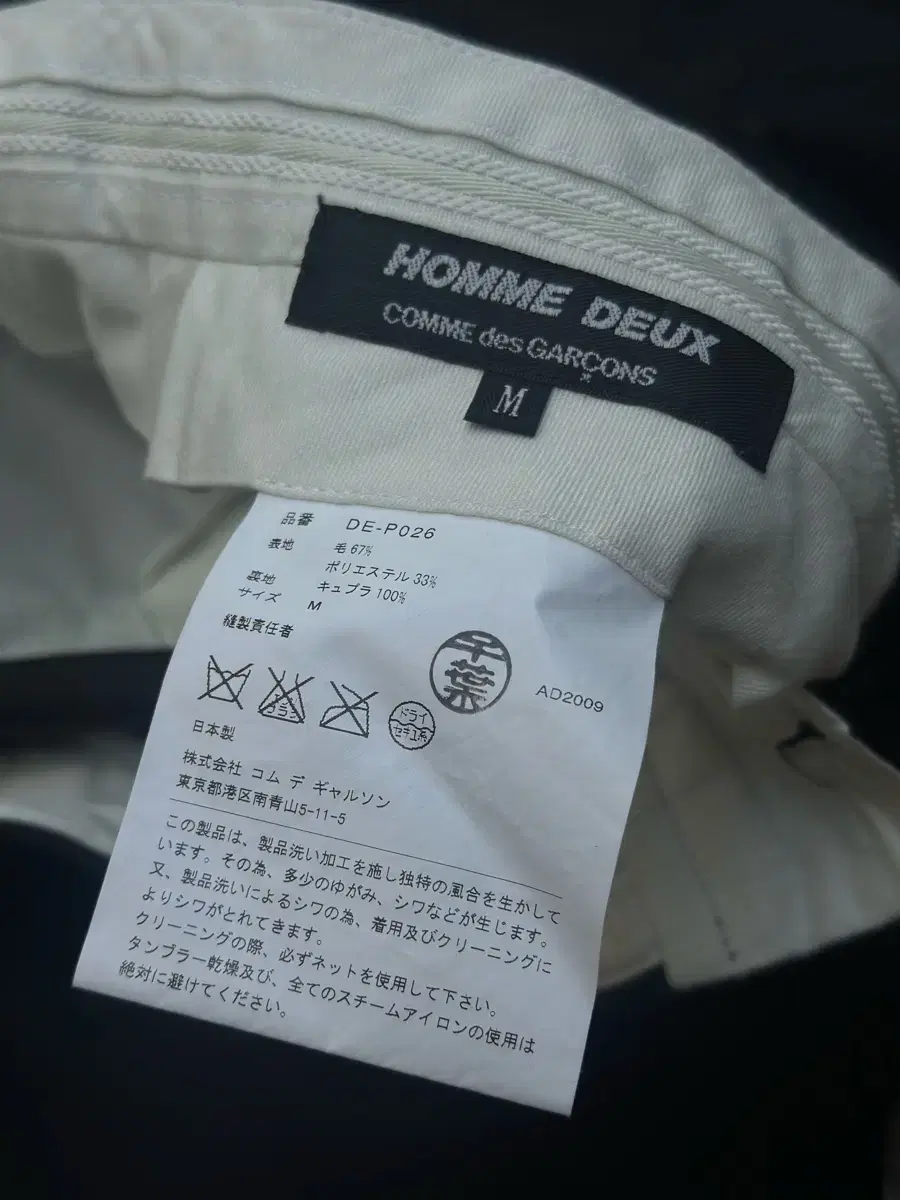 HOMME DEUX
COMME des GARÇONS
M
品番 DE-P026
表地 毛 67%
ポリエステル 33%
裏地 キュプラ 100%
サイズ M
縫製責任者
千葉
AD2009
ドライ
セキユ系
日本製
株式会社 コム デ ギャルソン
東京都港区南青山5-11-5
この製品は、製品洗い加工を施し独特の風合を生かして
います。その為、多少のゆがみ、シワなどが生じます。
又、製品洗いによるシワの為、着用及びクリーニングに
よりシワがとれてきます。
クリーニングの際、必ずネットを使用して下さい。
タンブラー乾燥及び、全てのスチームアイロンの使用は
絶対に避けてください。